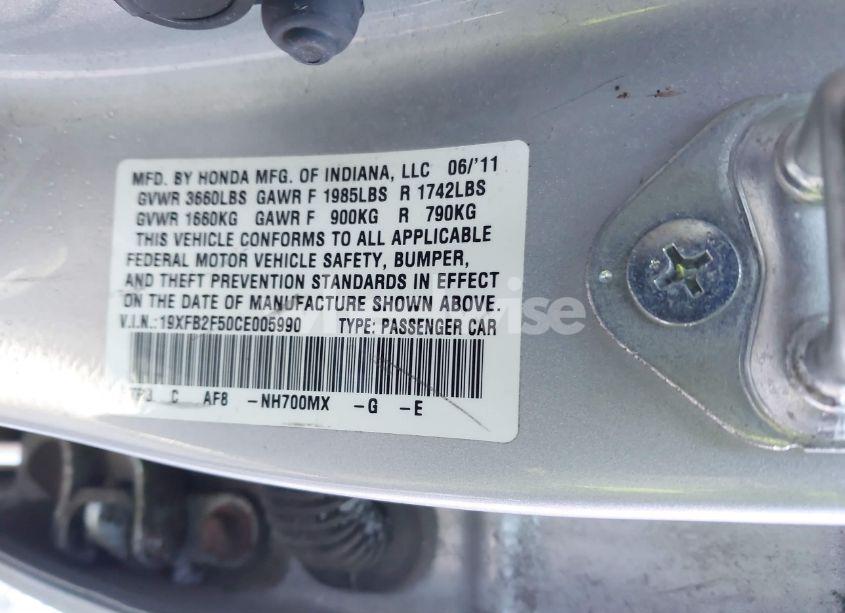 MFD. BY HONDA MFG. OF INDIANA, LLC 06/'11
GVWR 3660LBS GAWR F 1985LBS R 1742LBS
GVWR 1660KG GAWR F 900KG R 790KG
THIS VEHICLE CONFORMS TO ALL APPLICABLE
FEDERAL MOTOR VEHICLE SAFETY, BUMPER,
AND THEFT PREVENTION STANDARDS IN EFFECT
ON THE DATE OF MANUFACTURE SHOWN ABOVE.
V.I.N.:19XFB2F50CE005990 TYPE: PASSENGER CAR
C AF8 -NH700MX -G -E